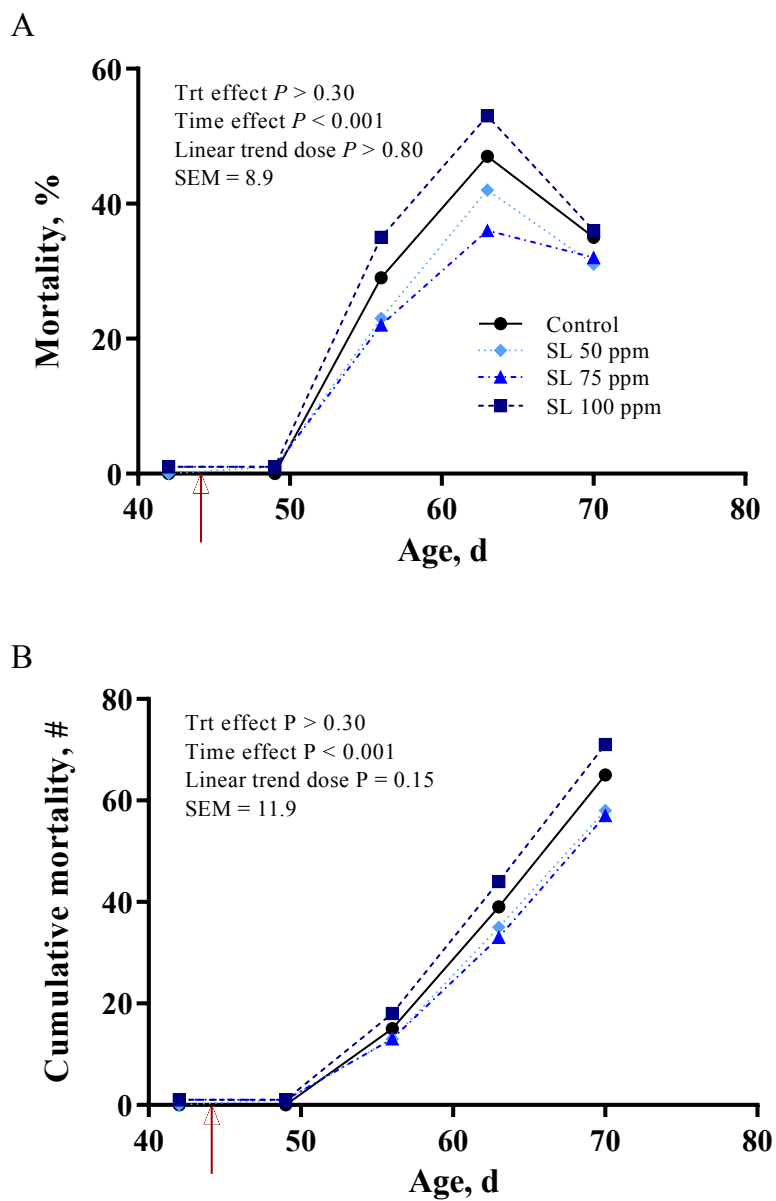 A
60
Trt effect P > 0.30
Time effect P < 0.001
Linear trend dose P > 0.80
SEM = 8.9
40
Mortality, %
Control
SL 50 ppm
20
SL 75 ppm
SL 100 ppm
0
40 50 60 70 80
Age, d
B
80
Trt effect P > 0.30
Time effect P < 0.001
Linear trend dose P = 0.15
SEM = 11.9
60
Cumulative mortality, #
40
20
0
40 50 60 70 80
Age, d